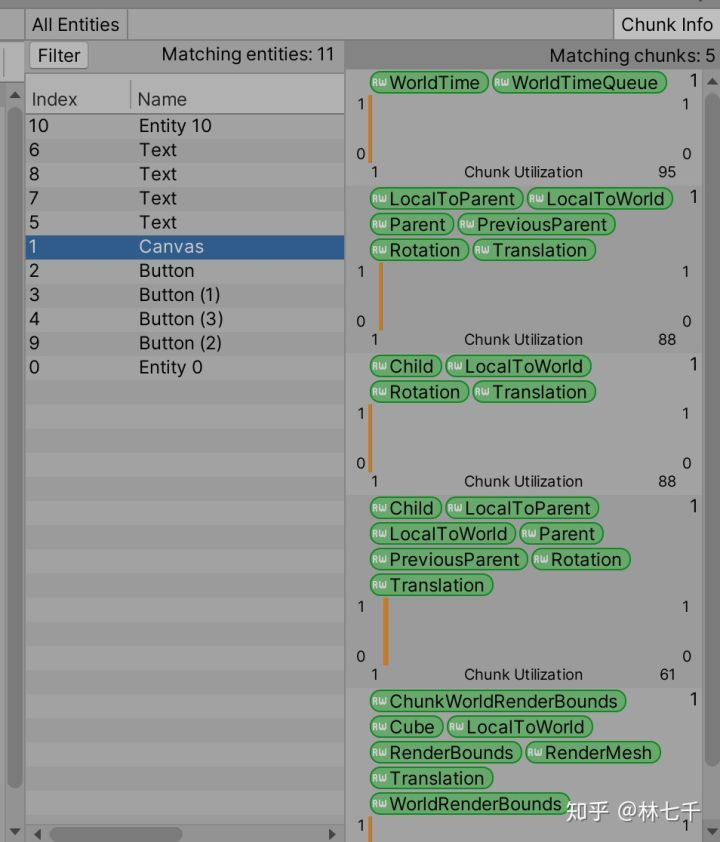 All Entities
Chunk Info
Filter
Matching entities: 11
Index Name
10 Entity 10
6 Text
8 Text
7 Text
5 Text
1 Canvas
2 Button
3 Button (1)
4 Button (3)
9 Button (2)
0 Entity 0
Matching chunks: 5
RW WorldTime RW WorldTimeQueue 1
1 1
0 0
1 Chunk Utilization 95
RW LocalToParent RW LocalToWorld 1
RW Parent RW PreviousParent
RW Rotation RW Translation
1 1
0 0
1 Chunk Utilization 88
RW Child RW LocalToWorld 1
RW Rotation RW Translation
1 1
0 0
1 Chunk Utilization 88
RW Child RW LocalToParent 1
RW LocalToWorld RW Parent
RW PreviousParent RW Rotation
RW Translation
1 1
0 0
1 Chunk Utilization 61
RW ChunkWorldRenderBounds 1
RW Cube RW LocalToWorld
RW RenderBounds RW RenderMesh
RW Translation
RW WorldRenderBounds
1 1
知乎 @林七千